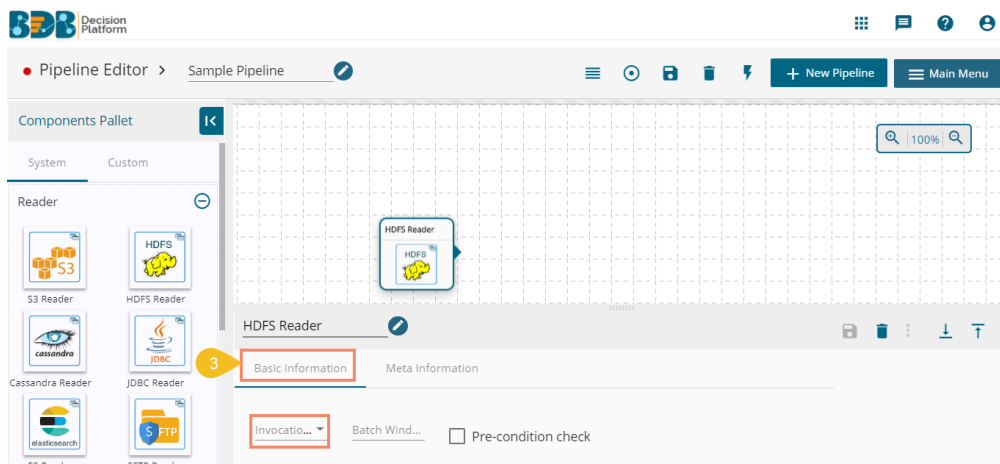 BDB Decision
Platform
Pipeline Editor > Sample Pipeline
+ New Pipeline
Main Menu
Components Pallet
100%
System Custom
Reader
HDFS Reader
HDFS
S3
HDFS
S3 Reader HDFS Reader
HDFS Reader
cassandra
JDBC
3
Basic Information Meta Information
Cassandra Reader JDBC Reader
elasticsearch
SFTP
Invocatio... Batch Wind... Pre-condition check